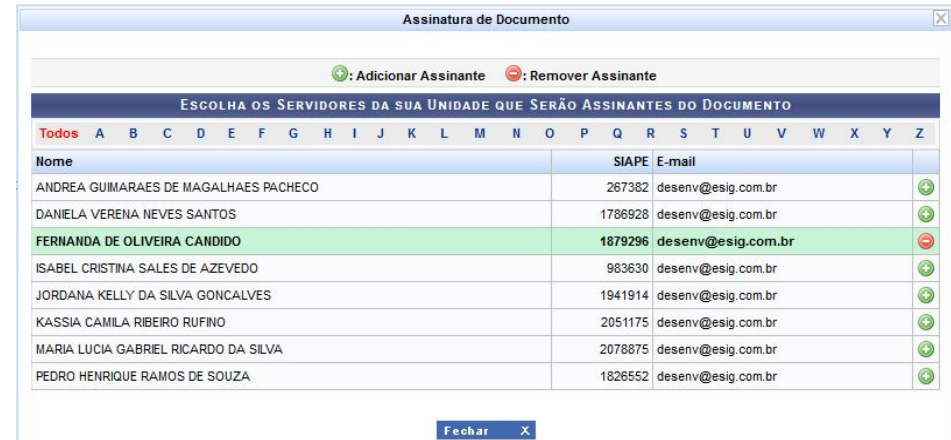 Assinatura de Documento X
: Adicionar Assinante : Remover Assinante
ESCOLHA OS SERVIDORES DA SUA UNIDADE QUE SERÃO ASSINANTES DO DOCUMENTO
Todos A B C D E F G H I J K L M N O P Q R S T U V W X Y Z
Nome SIAPE E-mail
ANDREA GUIMARAES DE MAGALHAES PACHECO 267382 desenv@esig.com.br
DANIELA VERENA NEVES SANTOS 1786928 desenv@esig.com.br
FERNANDA DE OLIVEIRA CANDIDO 1879296 desenv@esig.com.br
ISABEL CRISTINA SALES DE AZEVEDO 983630 desenv@esig.com.br
JORDANA KELLY DA SILVA GONCALVES 1941914 desenv@esig.com.br
KASSIA CAMILA RIBEIRO RUFINO 2051175 desenv@esig.com.br
MARIA LUCIA GABRIEL RICARDO DA SILVA 2078875 desenv@esig.com.br
PEDRO HENRIQUE RAMOS DE SOUZA 1826552 desenv@esig.com.br
Fechar X